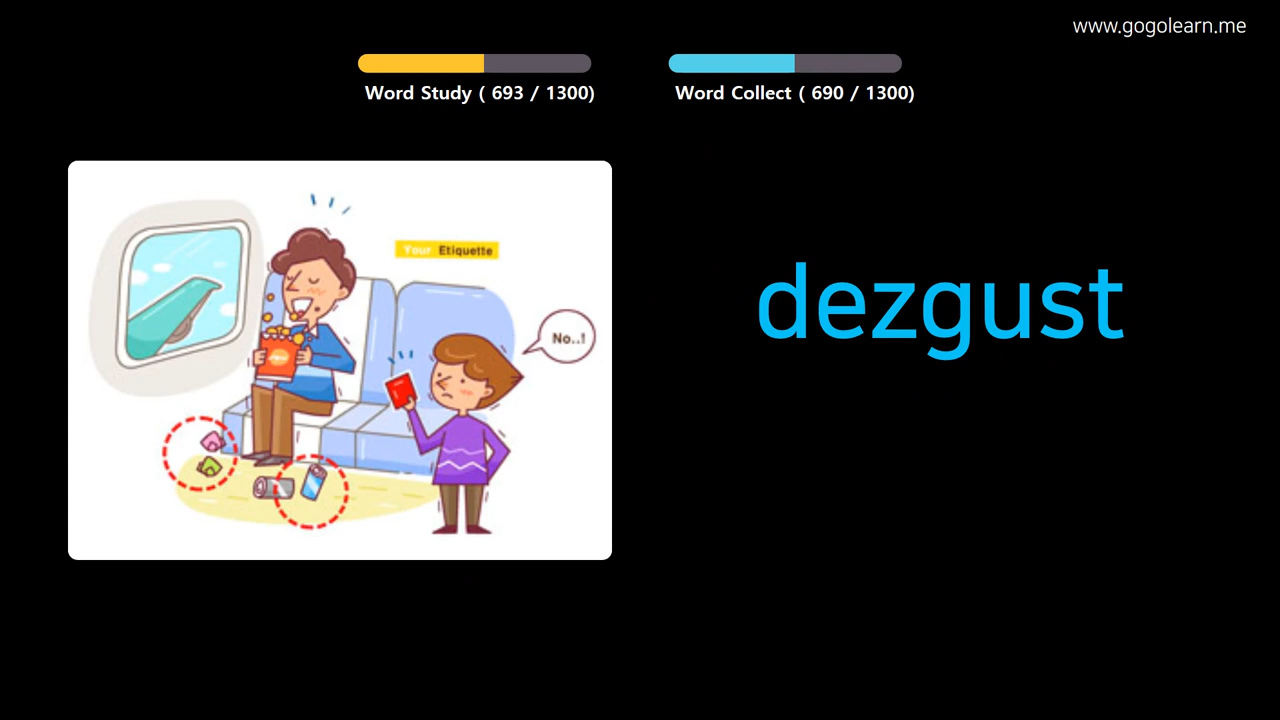 www.gogolearn.me
Word Study ( 693 / 1300)
Word Collect ( 690 / 1300)
Your Etiquette
No..!
dezgust